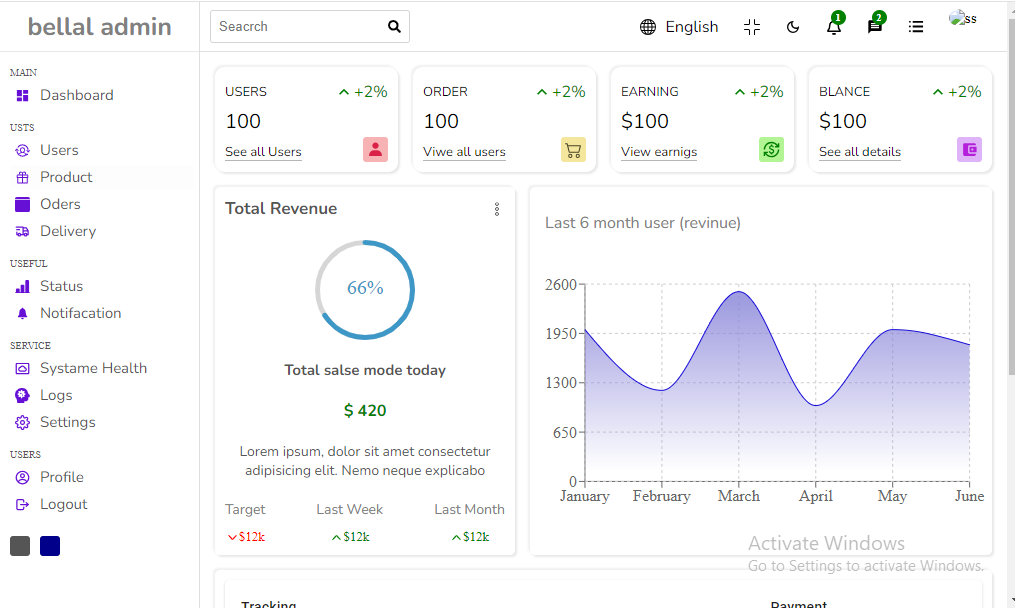 bellal admin
Seacrch
English
1
2
ss
MAIN
Dashboard
USTS
Users
Product
Oders
Delivery
USEFUL
Status
Notifacation
SERVICE
Systame Health
Logs
Settings
USERS
Profile
Logout
USERS +2%
100
See all Users
ORDER +2%
100
Viwe all users
EARNING +2%
$100
View earnigs
BLANCE +2%
$100
See all details
Total Revenue
66%
Total salse mode today
$ 420
Lorem ipsum, dolor sit amet consectetur
adipisicing elit. Nemo neque explicabo
Target Last Week Last Month
$12k $12k $12k
Last 6 month user (revinue)
2600
1950
1300
650
0
January February March April May June
Activate Windows
Go to Settings to activate Windows.
Tracking Payment